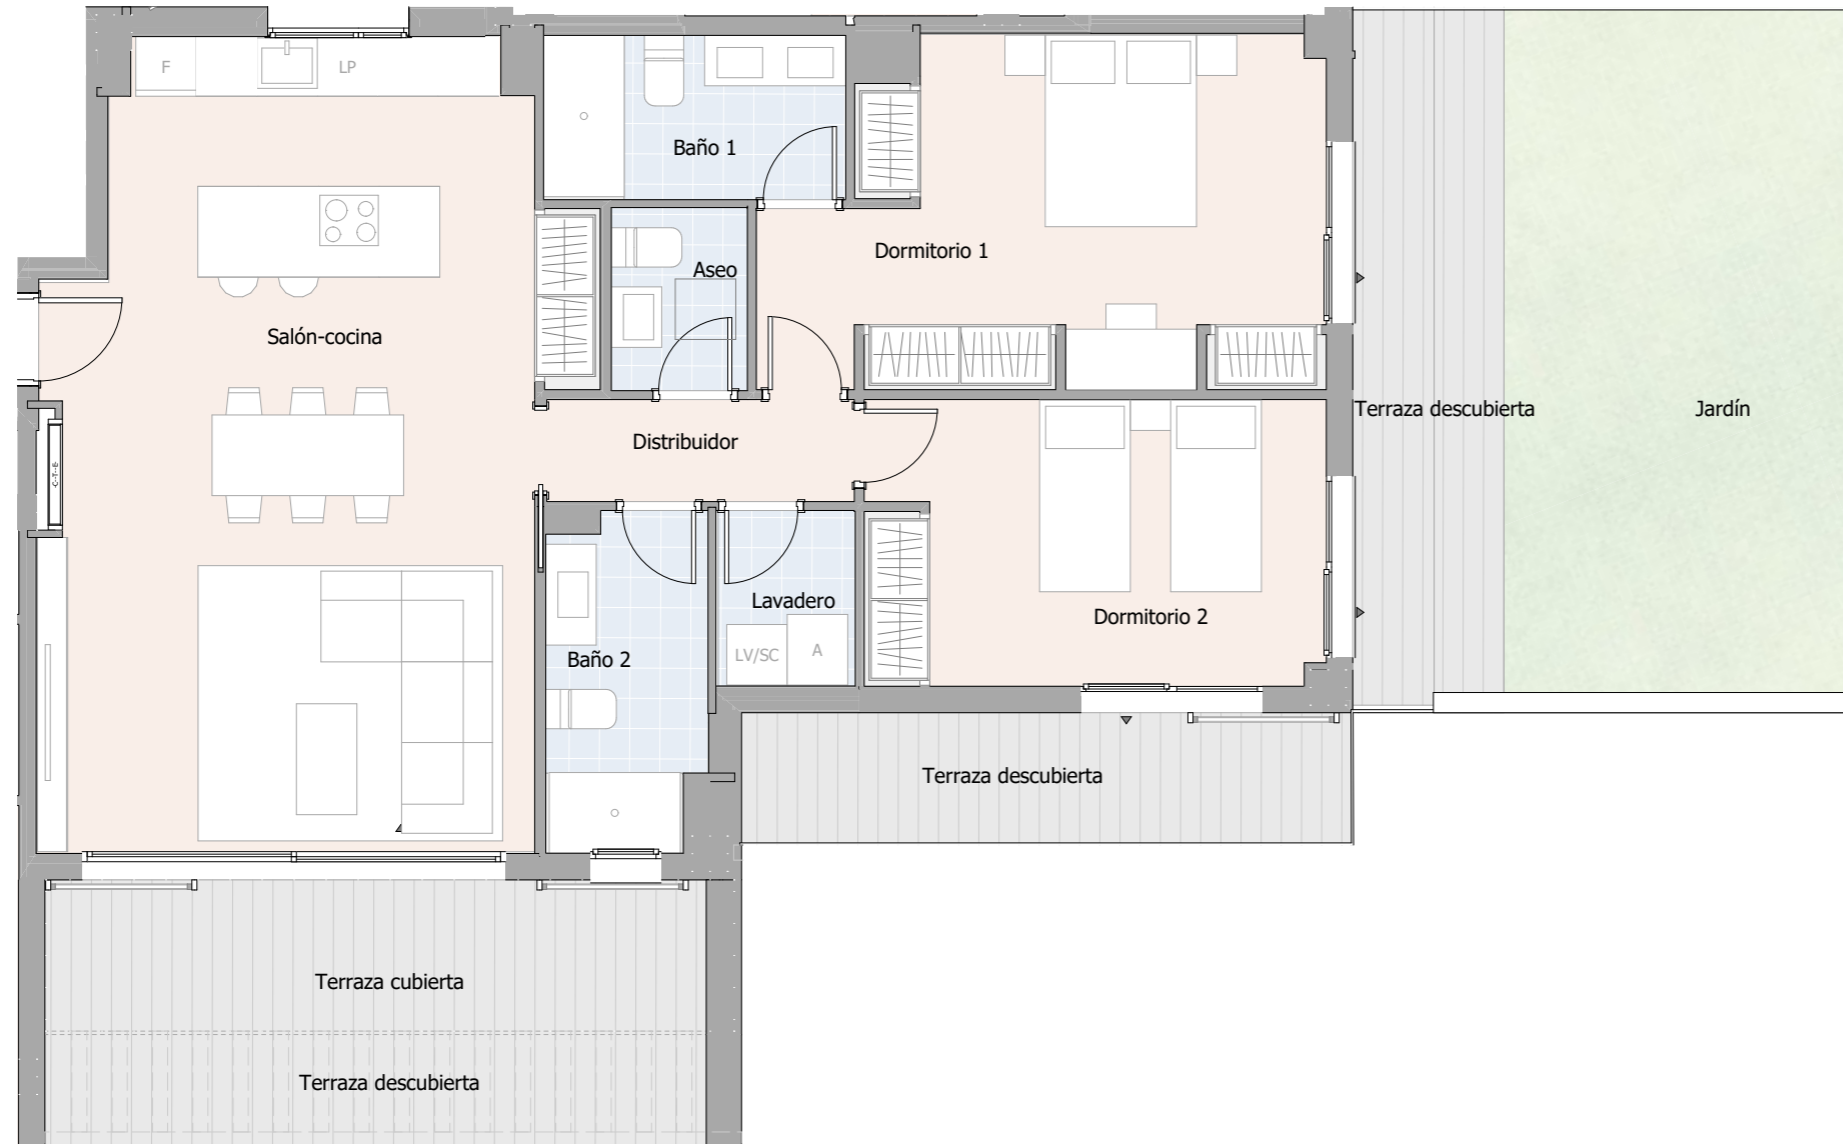 F
LP
Baño 1
Dormitorio 1
Aseo
Salón-cocina
Terraza descubierta
Jardín
Distribuidor
Lavadero
Dormitorio 2
Baño 2
LV/SC
A
Terraza descubierta
Terraza cubierta
Terraza descubierta